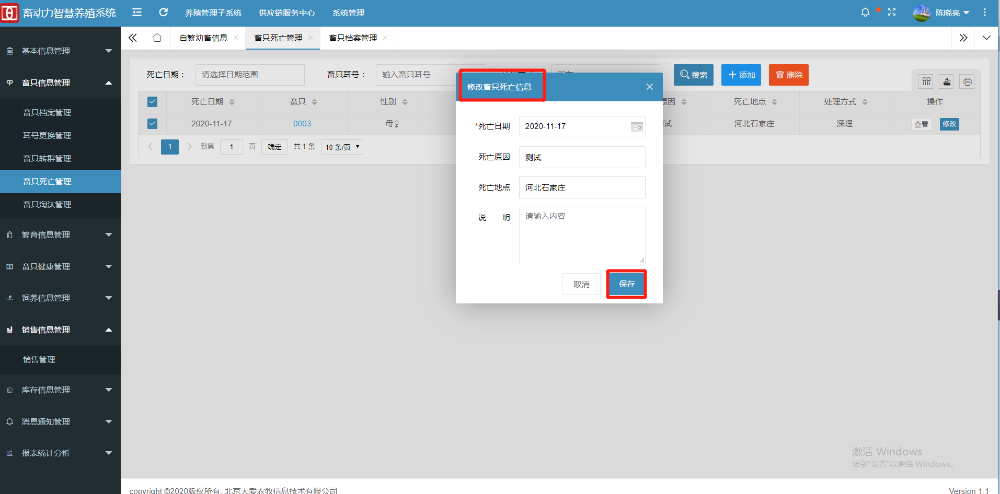 畜动力智慧养殖系统
养殖管理子系统 供应链服务中心 系统管理
陈晓亮
自繁幼畜信息 × 畜只死亡管理 × 畜只档案管理 ×
基本信息管理
畜只信息管理
畜只档案管理
耳号更换管理
畜只转群管理
畜只死亡管理
畜只淘汰管理
繁育信息管理
畜只健康管理
饲养信息管理
销售信息管理
销售管理
库存信息管理
消息通知管理
报表统计分析
死亡日期： 请选择日期范围 畜只耳号： 输入畜只耳号
搜索 添加 删除
死亡日期 畜只 性别 原因 死亡地点 处理方式 操作
2020-11-17 0003 母♀ 试 河北石家庄 深埋 查看 修改
1 到第 1 页 确定 共 1 条 10 条/页
修改畜只死亡信息
*死亡日期 2020-11-17
死亡原因 测试
死亡地点 河北石家庄
说 明 请输入内容
取消 保存
激活 Windows
转到“设置”以激活 Windows。
copyright ©2020版权所有: 北京大爱农牧信息技术有限公司
Version 1.1